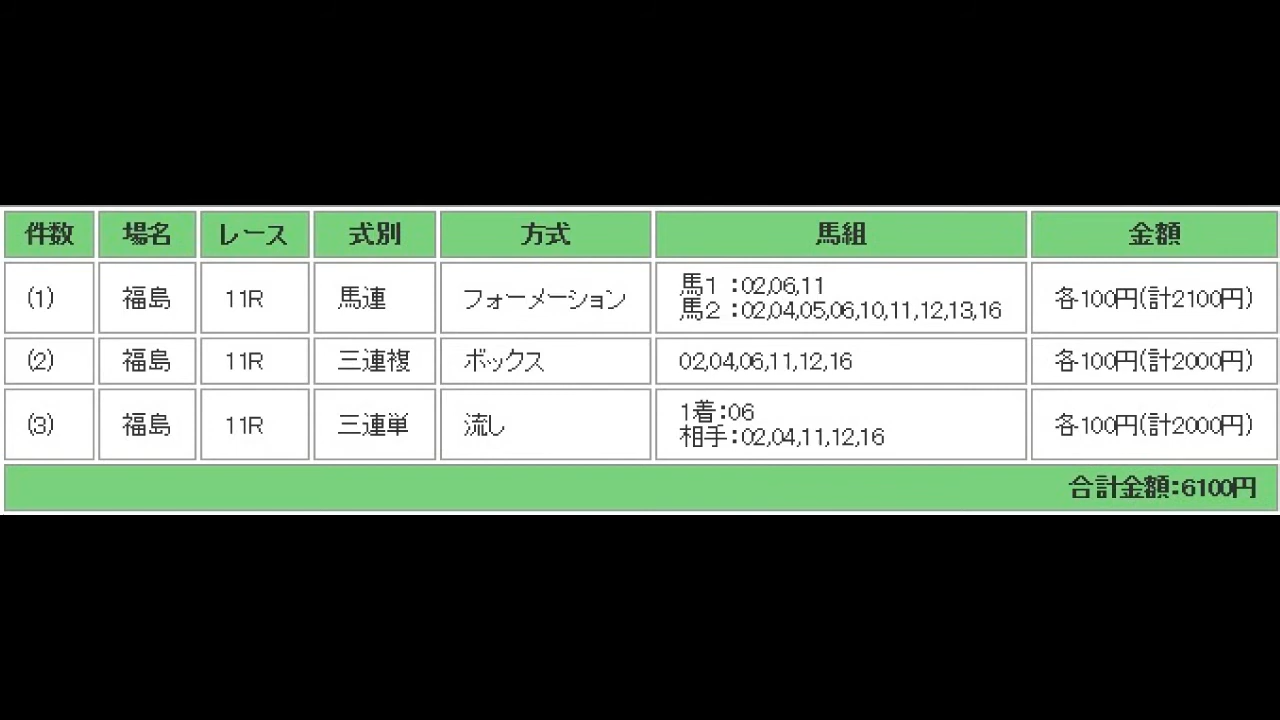 件数 場名 レース 式別 方式 馬組 金額
(1) 福島 11R 馬連 フォーメーション 馬1 :02,06,11 各100円(計2100円)
馬2 :02,04,05,06,10,11,12,13,16
(2) 福島 11R 三連複 ボックス 02,04,06,11,12,16 各100円(計2000円)
(3) 福島 11R 三連単 流し 1着:06 各100円(計2000円)
相手:02,04,11,12,16
合計金額:6100円